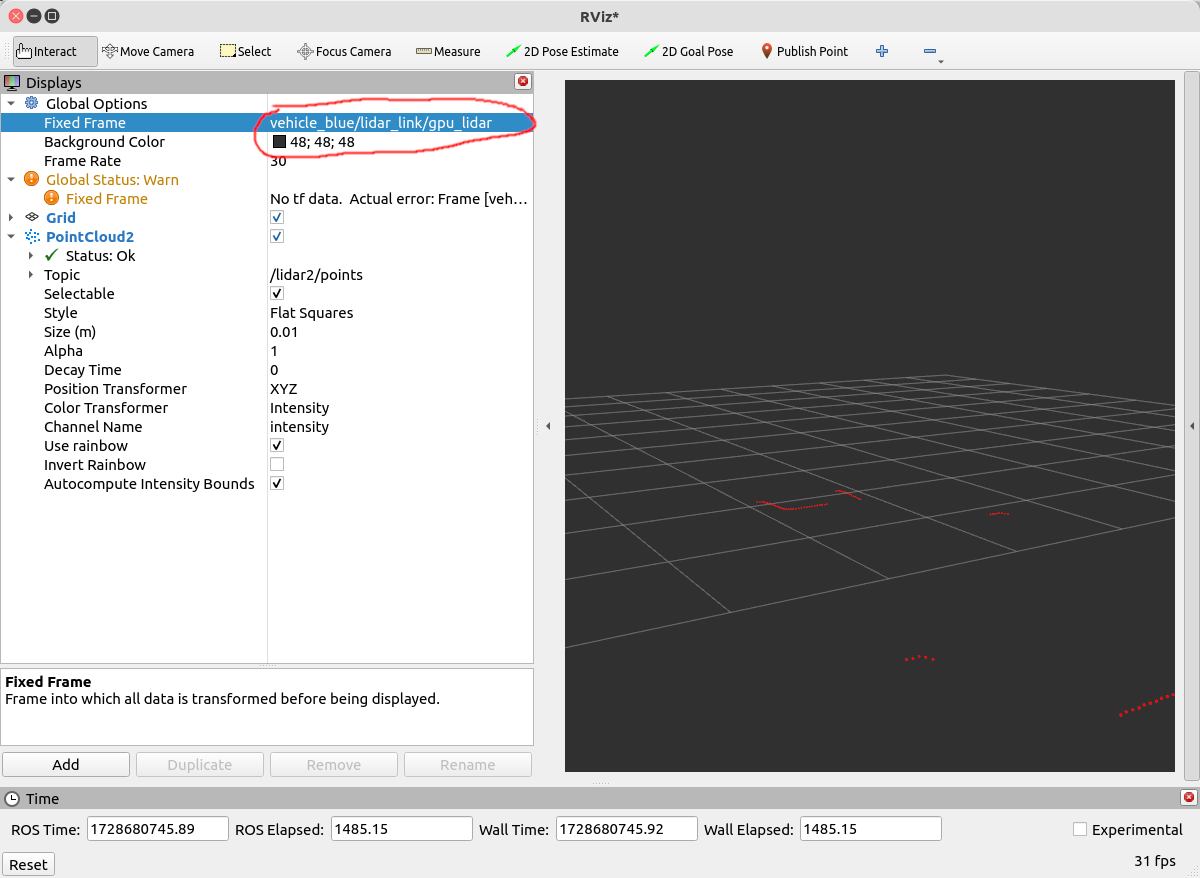 RViz*
Interact Move Camera Select Focus Camera Measure 2D Pose Estimate 2D Goal Pose Publish Point
Displays
Global Options
Fixed Frame vehicle_blue/lidar_link/gpu_lidar
Background Color 48; 48; 48
Frame Rate 30
Global Status: Warn
Fixed Frame No tf data.  Actual error: Frame [veh…
Grid
PointCloud2
Status: Ok
Topic /lidar2/points
Selectable
Style Flat Squares
Size (m) 0.01
Alpha 1
Decay Time 0
Position Transformer XYZ
Color Transformer Intensity
Channel Name intensity
Use rainbow
Invert Rainbow
Autocompute Intensity Bounds
Fixed Frame
Frame into which all data is transformed before being displayed.
Add Duplicate Remove Rename
Time
ROS Time: 1728680745.89 ROS Elapsed: 1485.15 Wall Time: 1728680745.92 Wall Elapsed: 1485.15 Experimental
Reset 31 fps